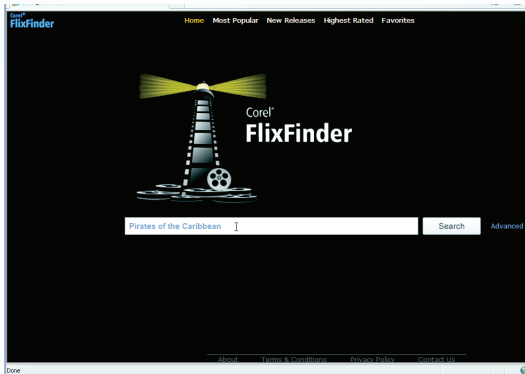 Corel®
FlixFinder
Home Most Popular New Releases Highest Rated Favorites
Corel®
FlixFinder
Pirates of the Caribbean
Search
Advanced
About Terms & Conditions Privacy Policy Contact Us
Done